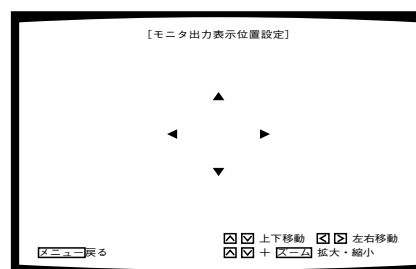 [モニタ出力表示位置設定]
▲
◀ ▶
▼
上下移動 左右移動
メニュー戻る + ズーム 拡大・縮小